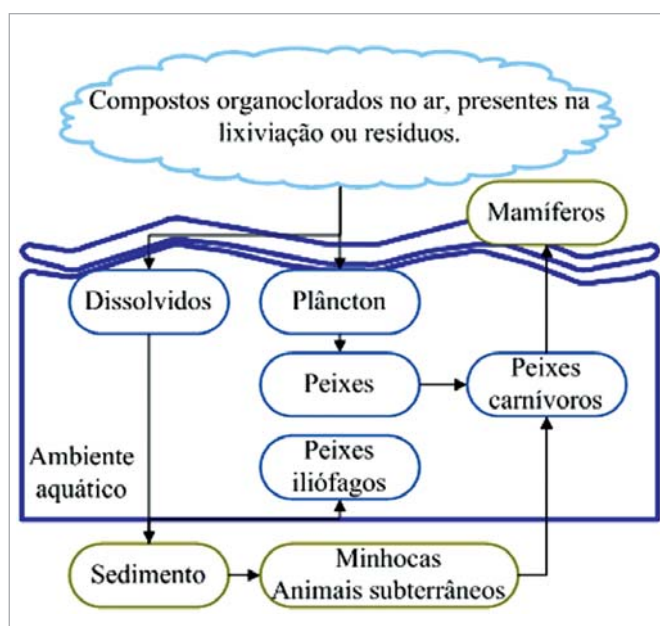 Compostos organoclorados no ar, presentes na
lixiviação ou resíduos.
Mamíferos
Dissolvidos
Plâncton
Peixes
Peixes
carnívoros
Peixes
iliófagos
Ambiente
aquático
Sedimento
Minhocas
Animais subterrâneos